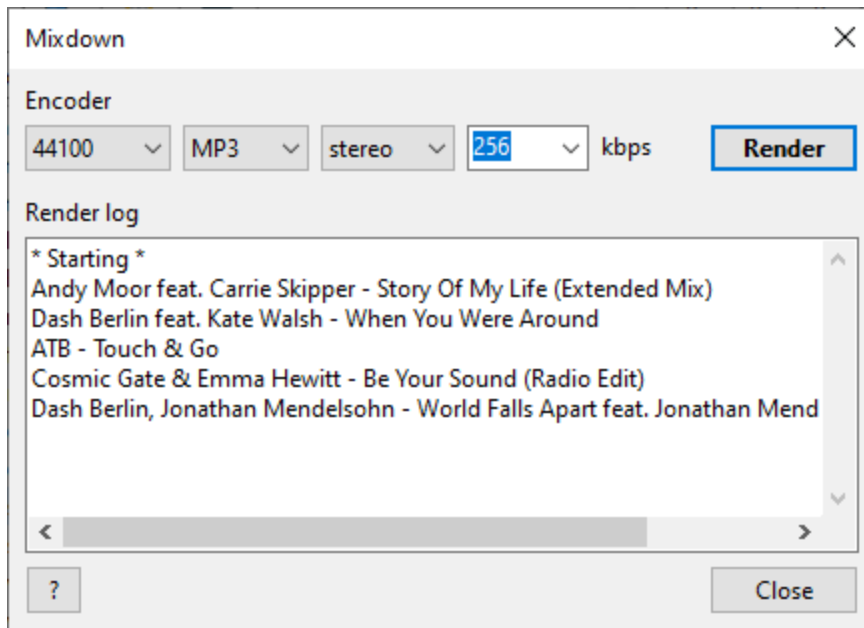 Mixdown
Encoder
44100 MP3 stereo 256 kbps Render
Render log
* Starting *
Andy Moor feat. Carrie Skipper - Story Of My Life (Extended Mix)
Dash Berlin feat. Kate Walsh - When You Were Around
ATB - Touch & Go
Cosmic Gate & Emma Hewitt - Be Your Sound (Radio Edit)
Dash Berlin, Jonathan Mendelsohn - World Falls Apart feat. Jonathan Mend
? Close